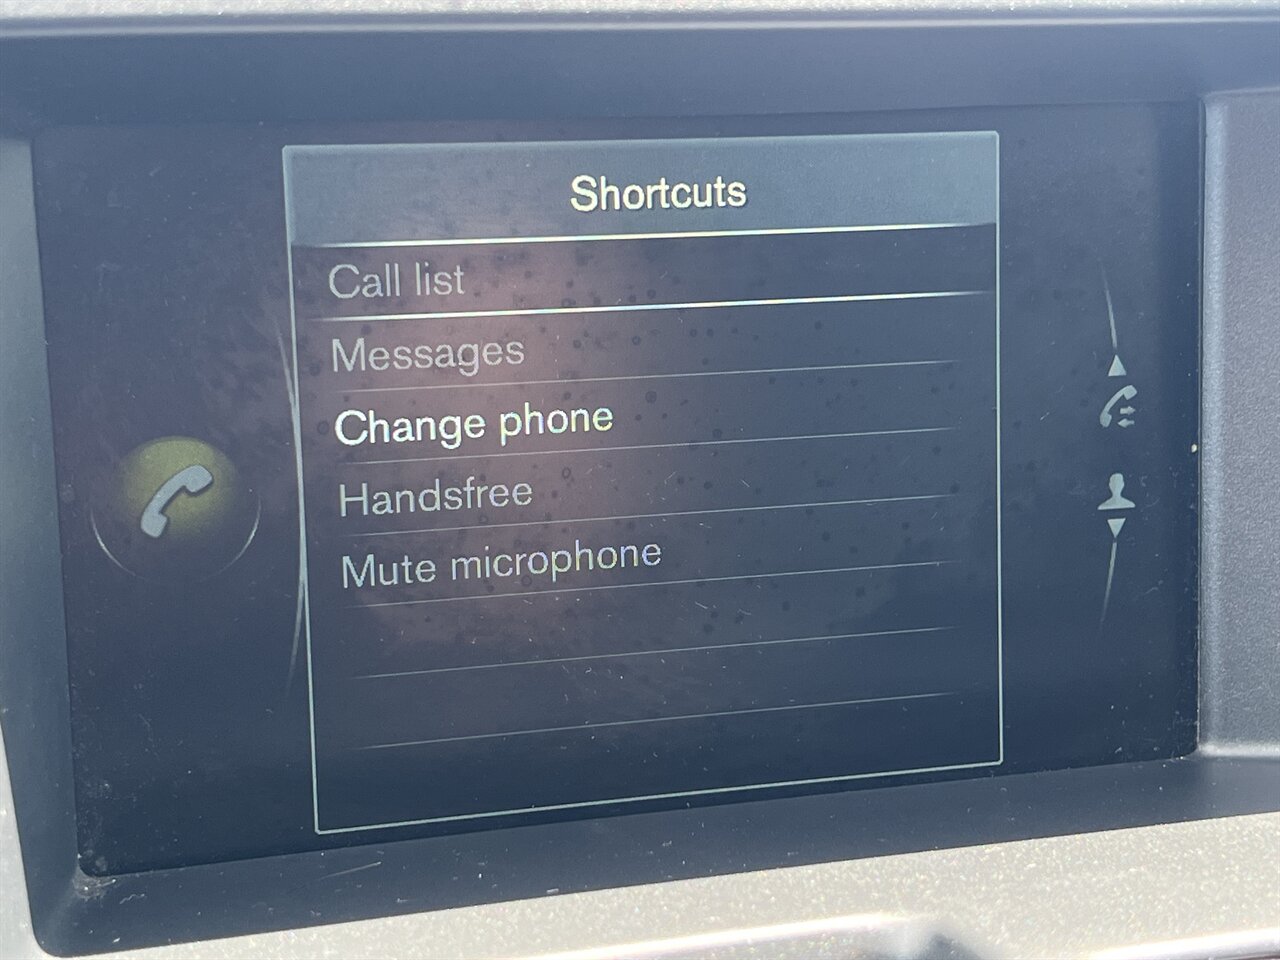 Shortcuts
Call list
Messages
Change phone
Handsfree
Mute microphone